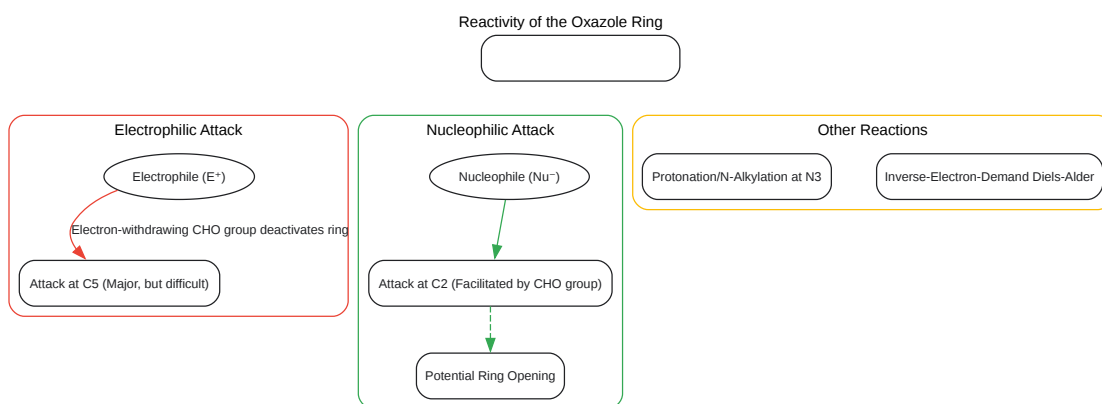 Reactivity of the Oxazole Ring
Electrophilic Attack
Electrophile (E⁺)
Electron-withdrawing CHO group deactivates ring
Attack at C5 (Major, but difficult)
Nucleophilic Attack
Nucleophile (Nu⁻)
Attack at C2 (Facilitated by CHO group)
Potential Ring Opening
Other Reactions
Protonation/N-Alkylation at N3
Inverse-Electron-Demand Diels-Alder